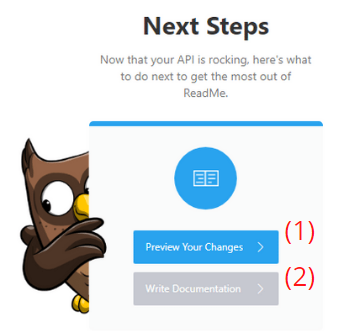 Next Steps
Now that your API is rocking, here's what
to do next to get the most out of
ReadMe.
Preview Your Changes
(1)
Write Documentation
(2)